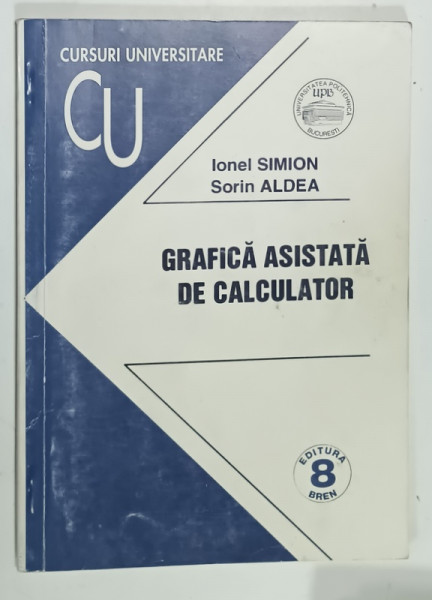 CURSURI UNIVERSITARE
CU
UNIVERSITATEA POLITEHNICA
UPB
BUCUREȘTI
Ionel SIMION
Sorin ALDEA
GRAFICĂ ASISTATĂ
DE CALCULATOR
EDITURA
8
BREN